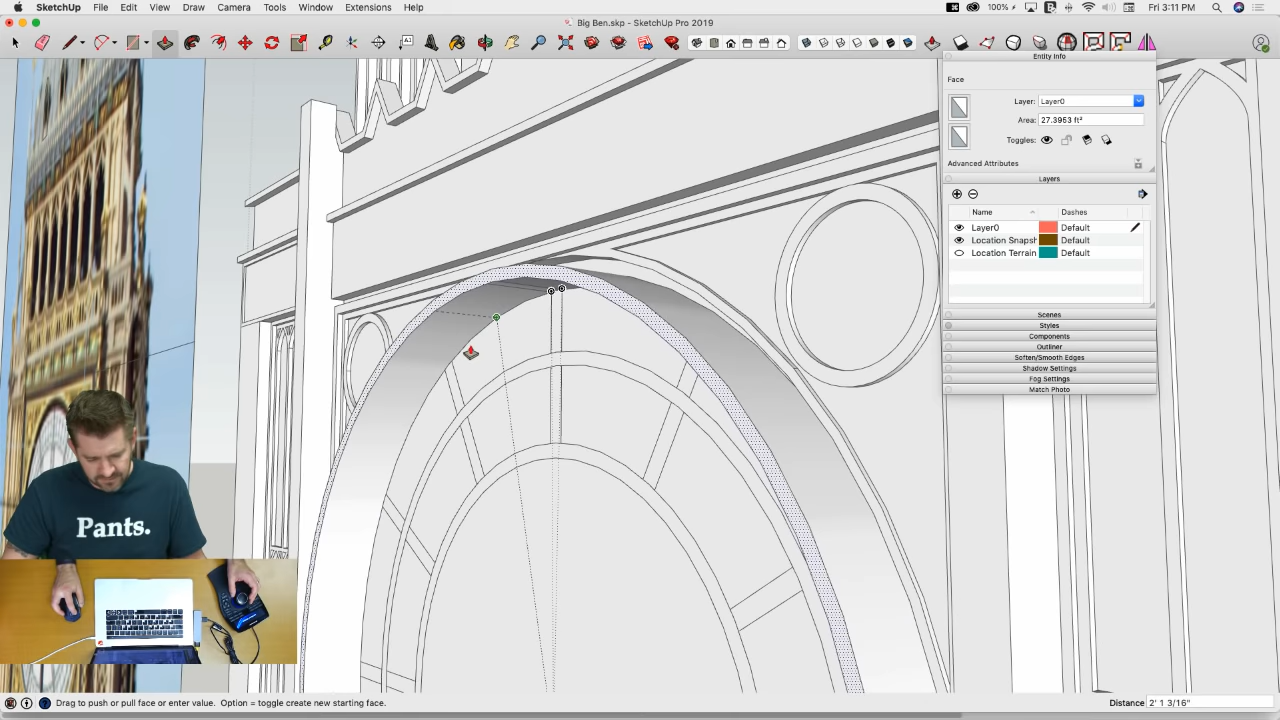 SketchUp File Edit View Draw Camera Tools Window Extensions Help
100% Fri 3:11 PM
Big Ben.skp - SketchUp Pro 2019
Entity Info
Face
Layer: Layer0
Area: 27.3953 ft²
Toggles:
Advanced Attributes
Layers
Name Dashes
Layer0 Default
Location Snapsh Default
Location Terrain Default
Scenes
Styles
Components
Outliner
Soften/Smooth Edges
Shadow Settings
Fog Settings
Match Photo
Pants.
Drag to push or pull face or enter value. Option = toggle create new starting face.
Distance 2' 1 3/16"